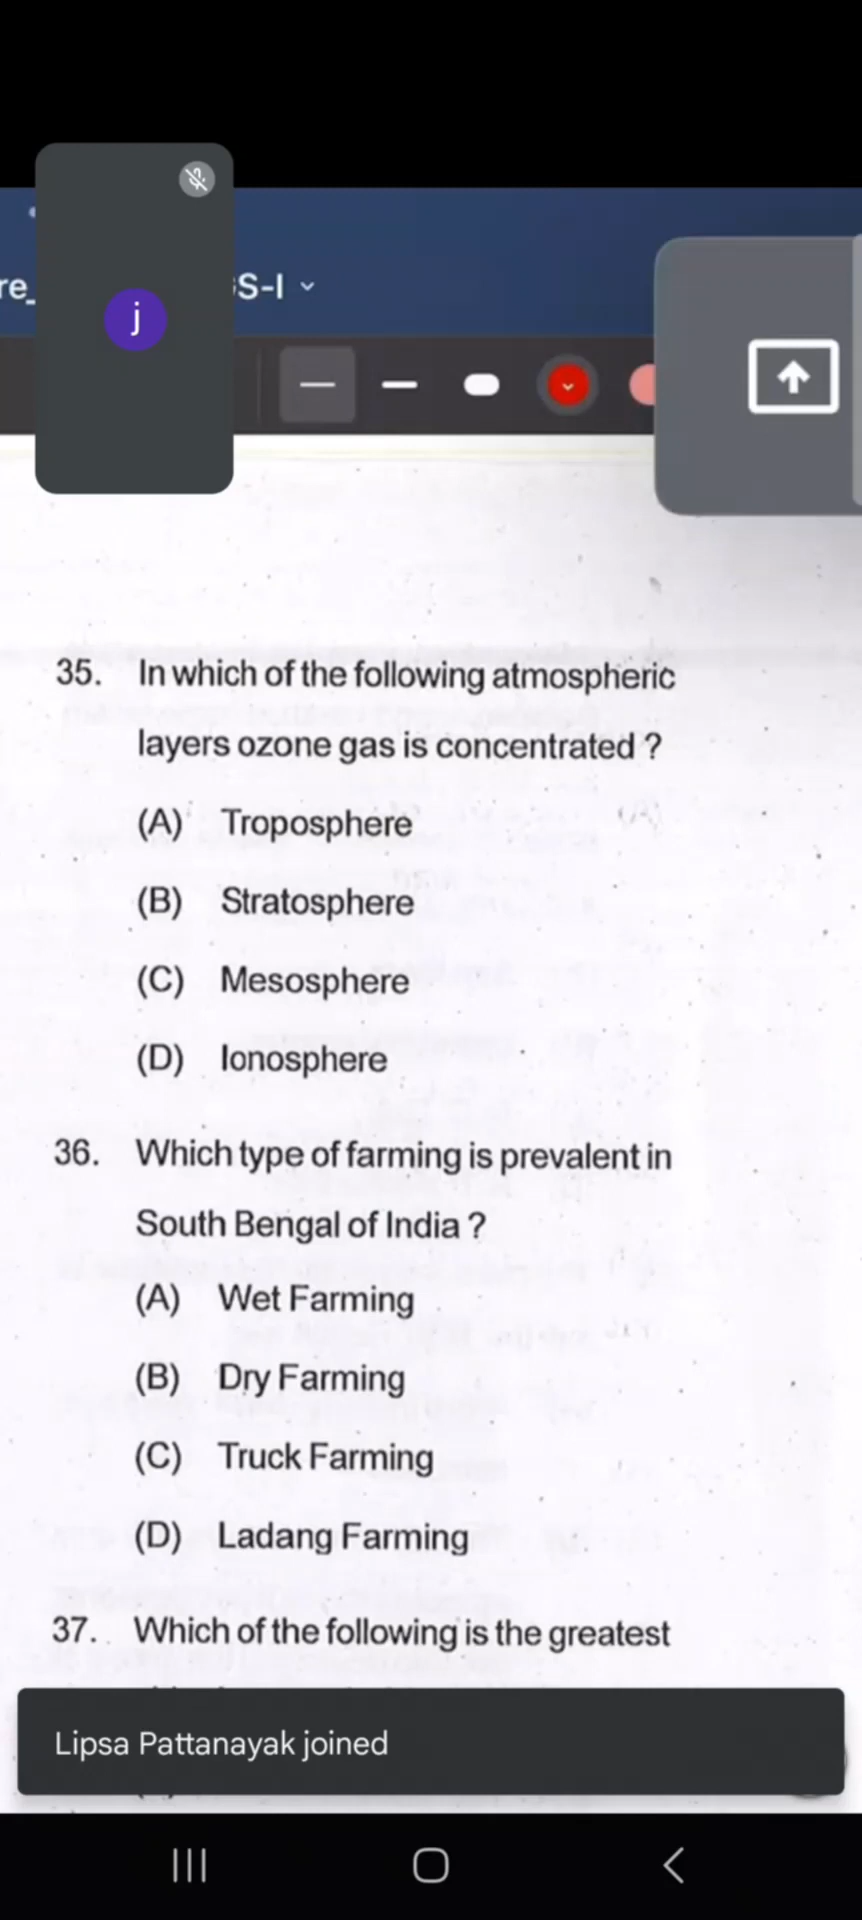 j
S-I
35. In which of the following atmospheric
layers ozone gas is concentrated ?
(A) Troposphere
(B) Stratosphere
(C) Mesosphere
(D) Ionosphere
36. Which type of farming is prevalent in
South Bengal of India ?
(A) Wet Farming
(B) Dry Farming
(C) Truck Farming
(D) Ladang Farming
37. Which of the following is the greatest
Lipsa Pattanayak joined